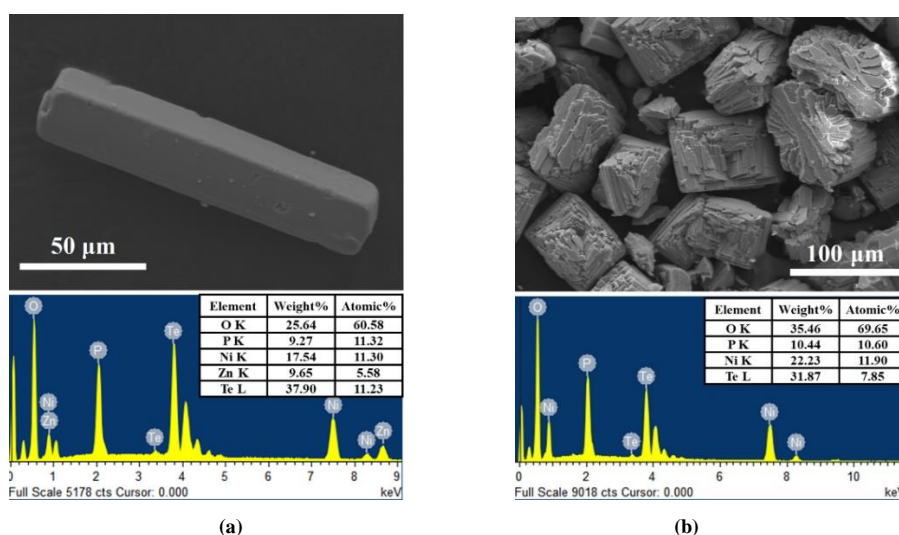 50 µm
100 µm
Element Weight% Atomic%
O K 25.64 60.58
P K 9.27 11.32
Ni K 17.54 11.30
Zn K 9.65 5.58
Te L 37.90 11.23
O
Ni
Zn
P
Te
Te
Ni
Ni
Zn
0 1 2 3 4 5 6 7 8 9
Full Scale 5178 cts Cursor: 0.000 keV
Element Weight% Atomic%
O K 35.46 69.65
P K 10.44 10.60
Ni K 22.23 11.90
Te L 31.87 7.85
O
Ni
P
Te
Te
Ni
Ni
0 2 4 6 8 10
Full Scale 9018 cts Cursor: 0.000 keV
(a)
(b)